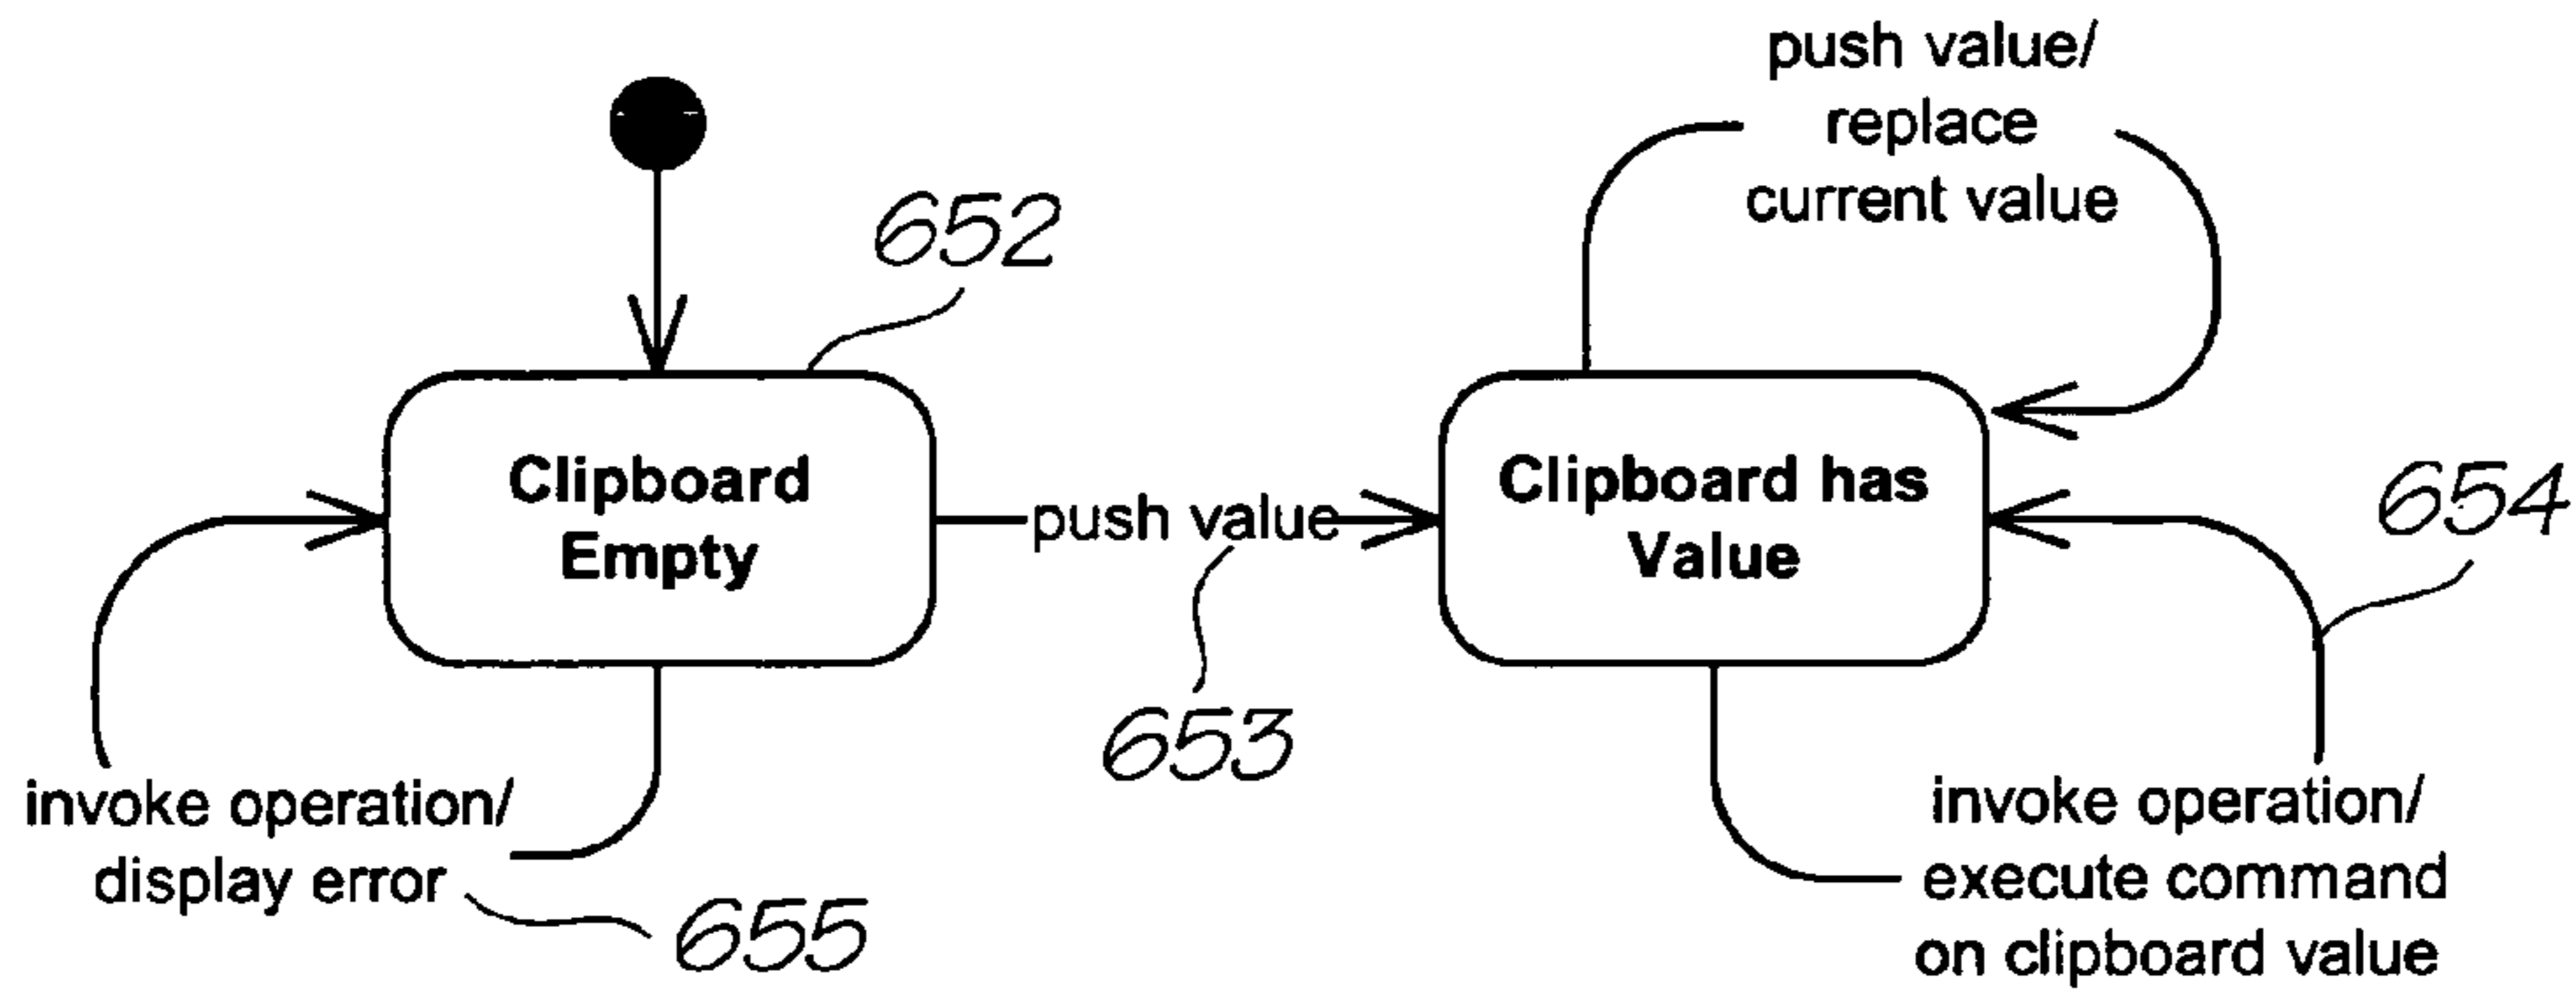 push value/
replace
current value
652
Clipboard
Empty
push value
Clipboard has
Value
654
653
invoke operation/
display error
655
invoke operation/
execute command
on clipboard value